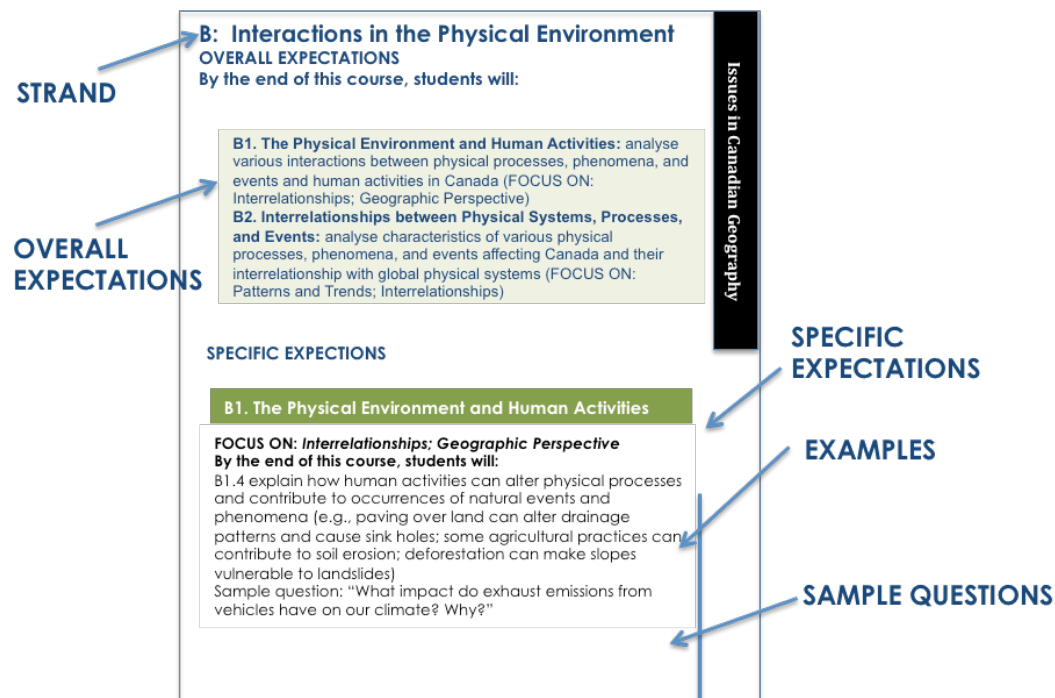 B: Interactions in the Physical Environment
OVERALL EXPECTATIONS
By the end of this course, students will:
STRAND
Issues in Canadian Geography
B1. The Physical Environment and Human Activities: analyse
various interactions between physical processes, phenomena, and
events and human activities in Canada (FOCUS ON:
Interrelationships; Geographic Perspective)
B2. Interrelationships between Physical Systems, Processes,
and Events: analyse characteristics of various physical
processes, phenomena, and events affecting Canada and their
interrelationship with global physical systems (FOCUS ON:
Patterns and Trends; Interrelationships)
OVERALL
EXPECTATIONS
SPECIFIC EXPECTIONS
SPECIFIC
EXPECTATIONS
B1. The Physical Environment and Human Activities
FOCUS ON: Interrelationships; Geographic Perspective
By the end of this course, students will:
B1.4 explain how human activities can alter physical processes
and contribute to occurrences of natural events and
phenomena (e.g., paving over land can alter drainage
patterns and cause sink holes; some agricultural practices can
contribute to soil erosion; deforestation can make slopes
vulnerable to landslides)
Sample question: “What impact do exhaust emissions from
vehicles have on our climate? Why?”
EXAMPLES
SAMPLE QUESTIONS